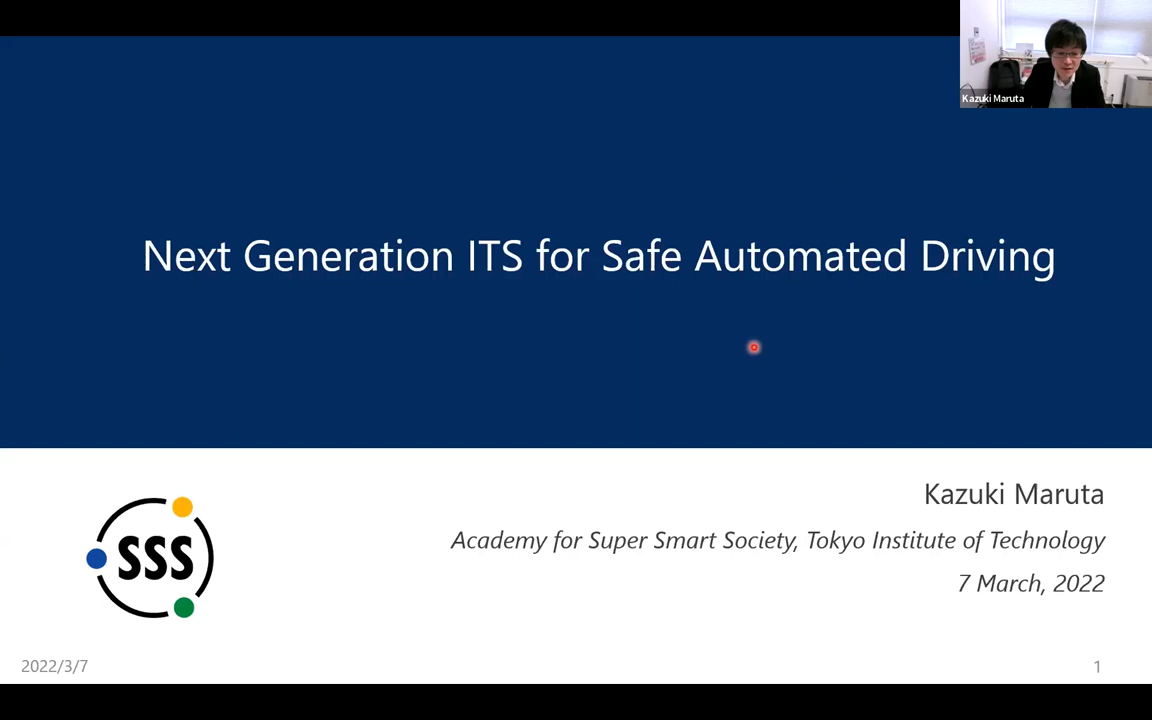 Kazuki Maruta
Next Generation ITS for Safe Automated Driving
Kazuki Maruta
Academy for Super Smart Society, Tokyo Institute of Technology
7 March, 2022
SSS
2022/3/7
1